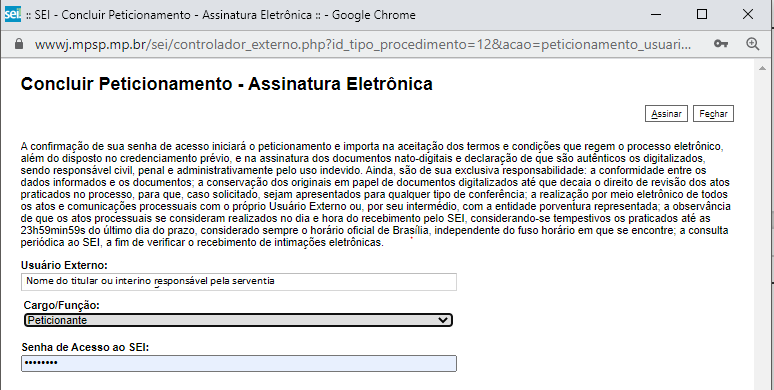 sei! :: SEI - Concluir Peticionamento - Assinatura Eletrônica :: - Google Chrome
wwwj.mpsp.mp.br/sei/controlador_externo.php?id_tipo_procedimento=12&acao=peticionamento_usuari...
Concluir Peticionamento - Assinatura Eletrônica
Assinar Fechar
A confirmação de sua senha de acesso iniciará o peticionamento e importa na aceitação dos termos e condições que regem o processo eletrônico,
além do disposto no credenciamento prévio, e na assinatura dos documentos nato-digitais e declaração de que são autênticos os digitalizados,
sendo responsável civil, penal e administrativamente pelo uso indevido. Ainda, são de sua exclusiva responsabilidade: a conformidade entre os
dados informados e os documentos; a conservação dos originais em papel de documentos digitalizados até que decaia o direito de revisão dos atos
praticados no processo, para que, caso solicitado, sejam apresentados para qualquer tipo de conferência; a realização por meio eletrônico de todos
os atos e comunicações processuais com o próprio Usuário Externo ou, por seu intermédio, com a entidade porventura representada; a observância
de que os atos processuais se consideram realizados no dia e hora do recebimento pelo SEI, considerando-se tempestivos os praticados até as
23h59min59s do último dia do prazo, considerado sempre o horário oficial de Brasília, independente do fuso horário em que se encontre; a consulta
periódica ao SEI, a fim de verificar o recebimento de intimações eletrônicas.
Usuário Externo:
Nome do titular ou interino responsável pela serventia
Cargo/Função:
Peticionante
Senha de Acesso ao SEI:
••••••••